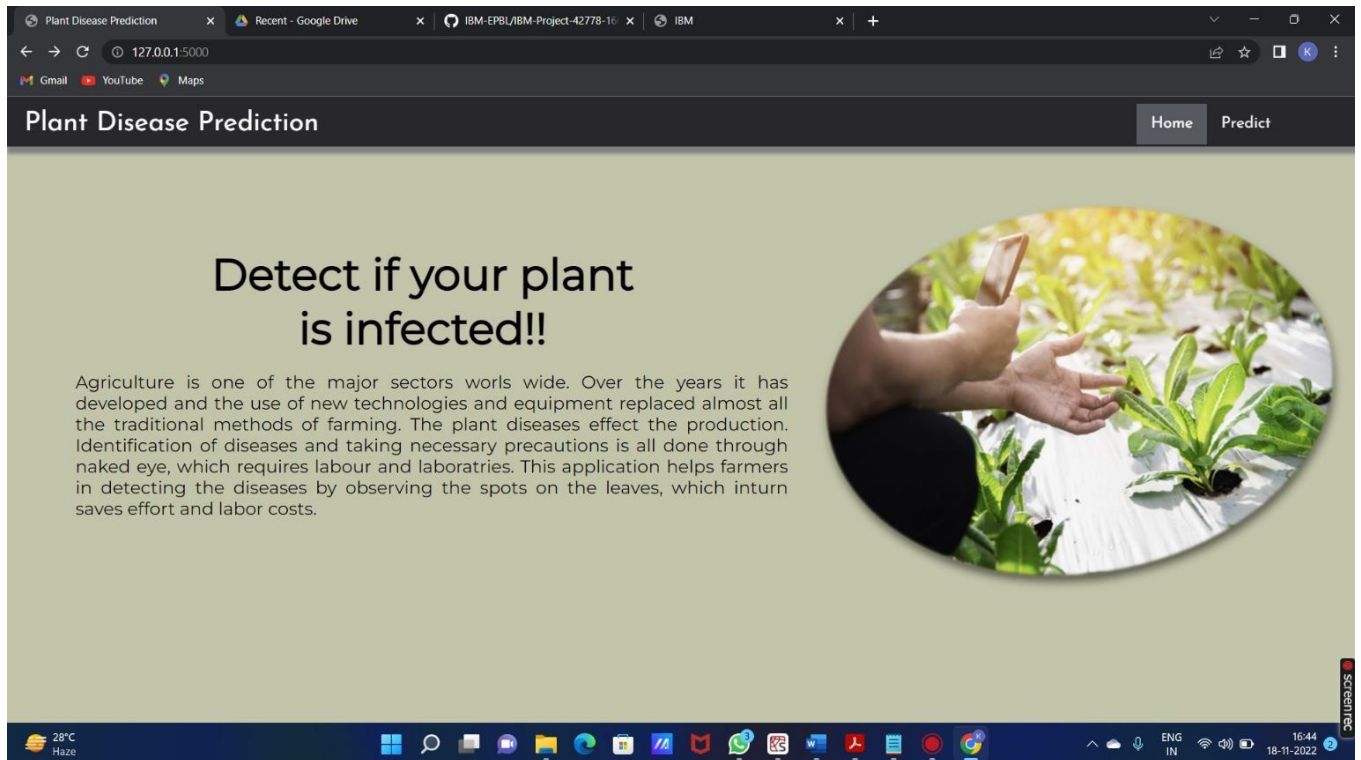 Plant Disease Prediction
Recent - Google Drive
IBM-EPBL/IBM-Project-42778-16
IBM
127.0.0.1:5000
K
Gmail
YouTube
Maps
Plant Disease Prediction
Home
Predict
Detect if your plant
is infected!!
Agriculture is one of the major sectors worls wide. Over the years it has
developed and the use of new technologies and equipment replaced almost all
the traditional methods of farming. The plant diseases effect the production.
Identification of diseases and taking necessary precautions is all done through
naked eye, which requires labour and laboratries. This application helps farmers
in detecting the diseases by observing the spots on the leaves, which inturn
saves effort and labor costs.
screenrec
28°C
Haze
3
ENG
IN
16:44
18-11-2022
2